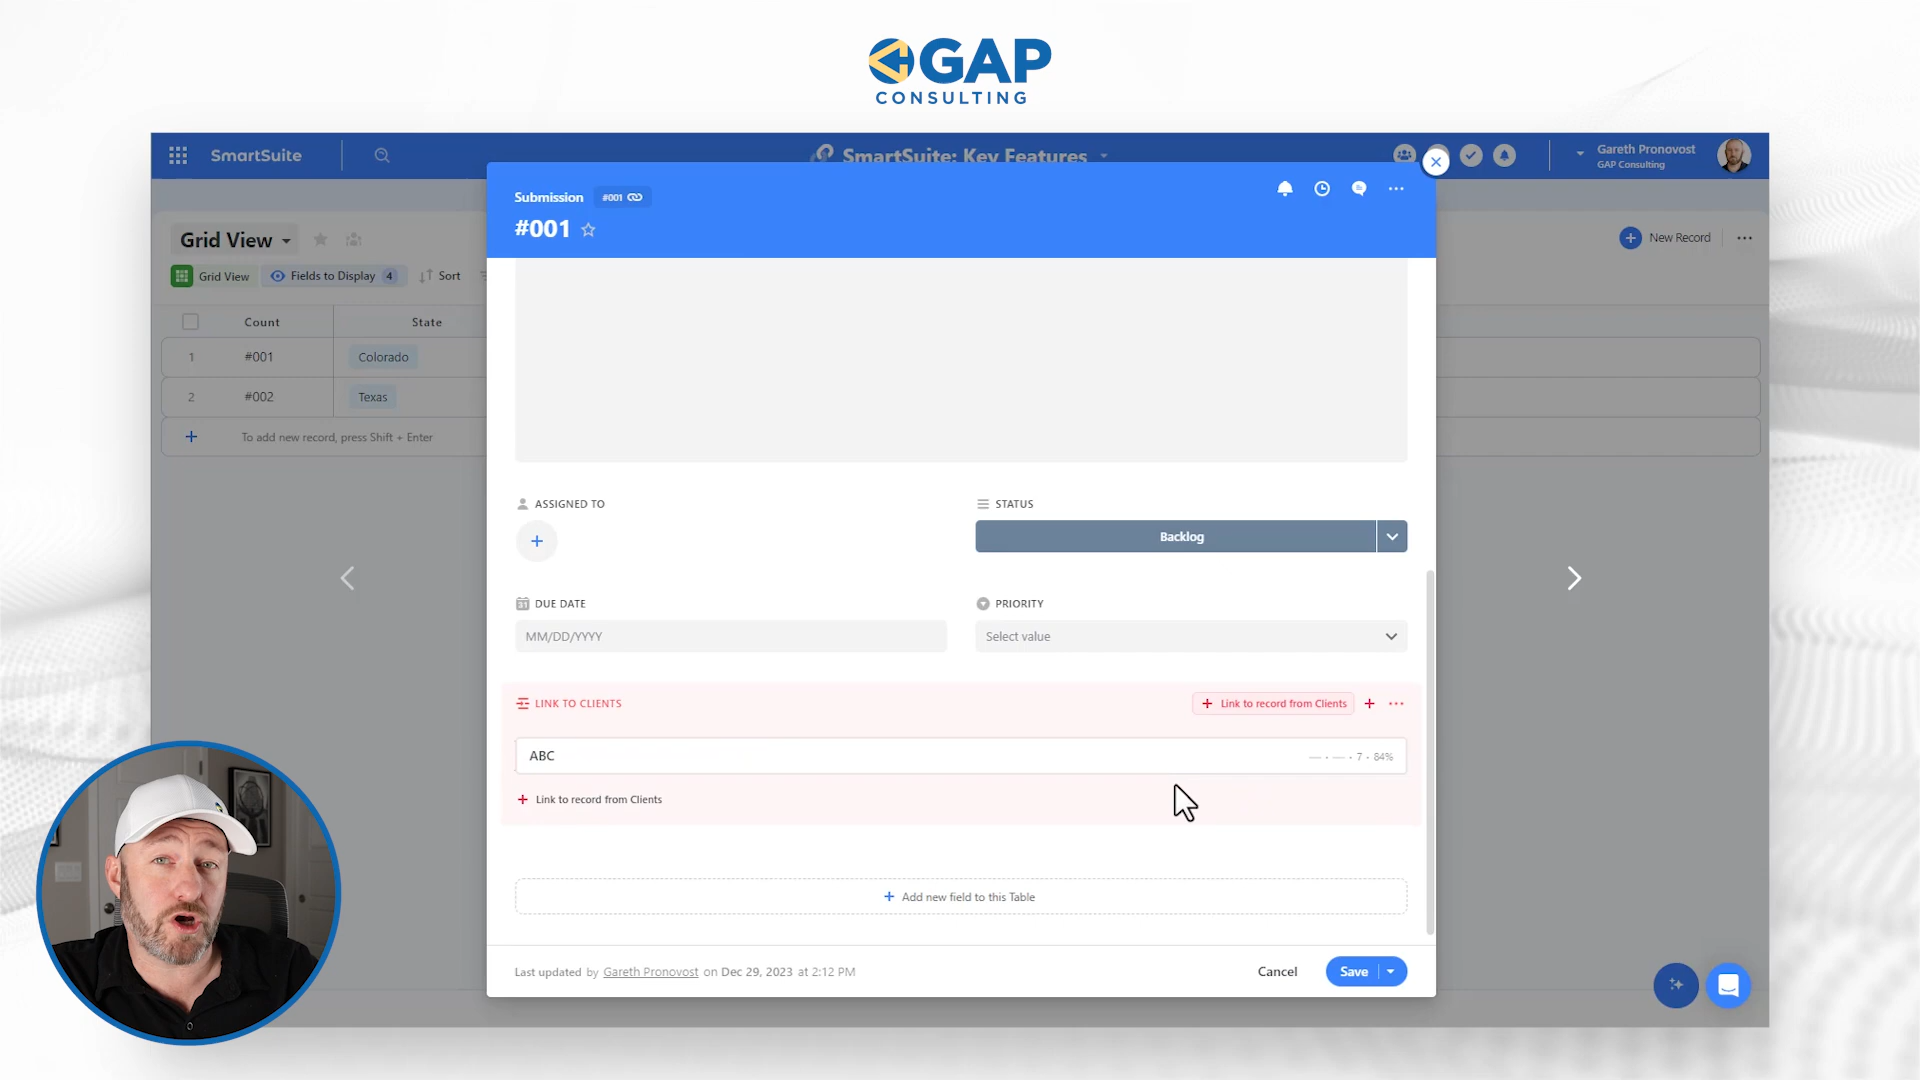 GAP
CONSULTING
SmartSuite
SmartSuite: Key Features
Gareth Pronovost
GAP Consulting
Submission
#001
#001
Grid View
New Record
Grid View
Fields to Display
4
Sort
Count
State
1
#001
Colorado
2
#002
Texas
To add new record, press Shift + Enter
ASSIGNED TO
STATUS
Backlog
DUE DATE
PRIORITY
MM/DD/YYYY
Select value
LINK TO CLIENTS
Link to record from Clients
ABC
— • — • 7 • 84%
Link to record from Clients
Add new field to this Table
Last updated by Gareth Pronovost on Dec 29, 2023 at 2:12 PM
Cancel
Save